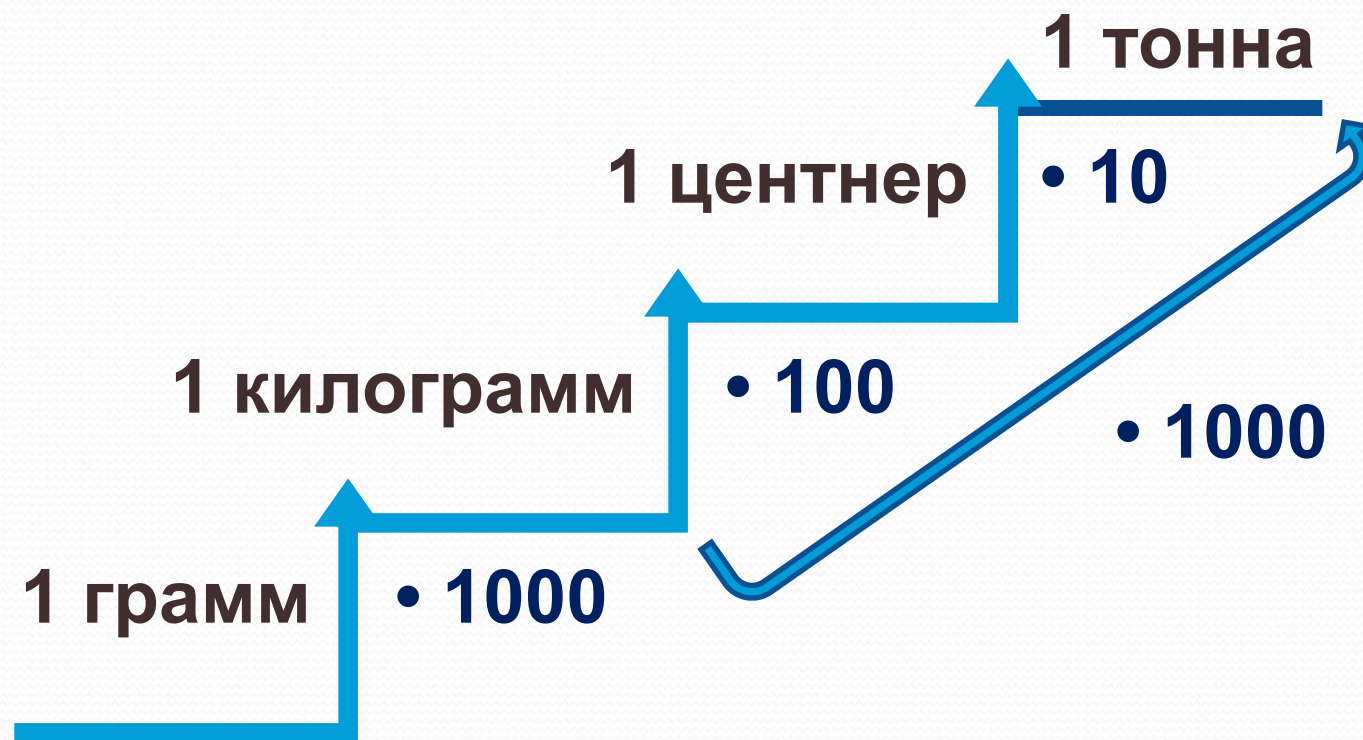 1 тонна
1 центнер
• 10
1 килограмм
• 100
• 1000
1 грамм
• 1000